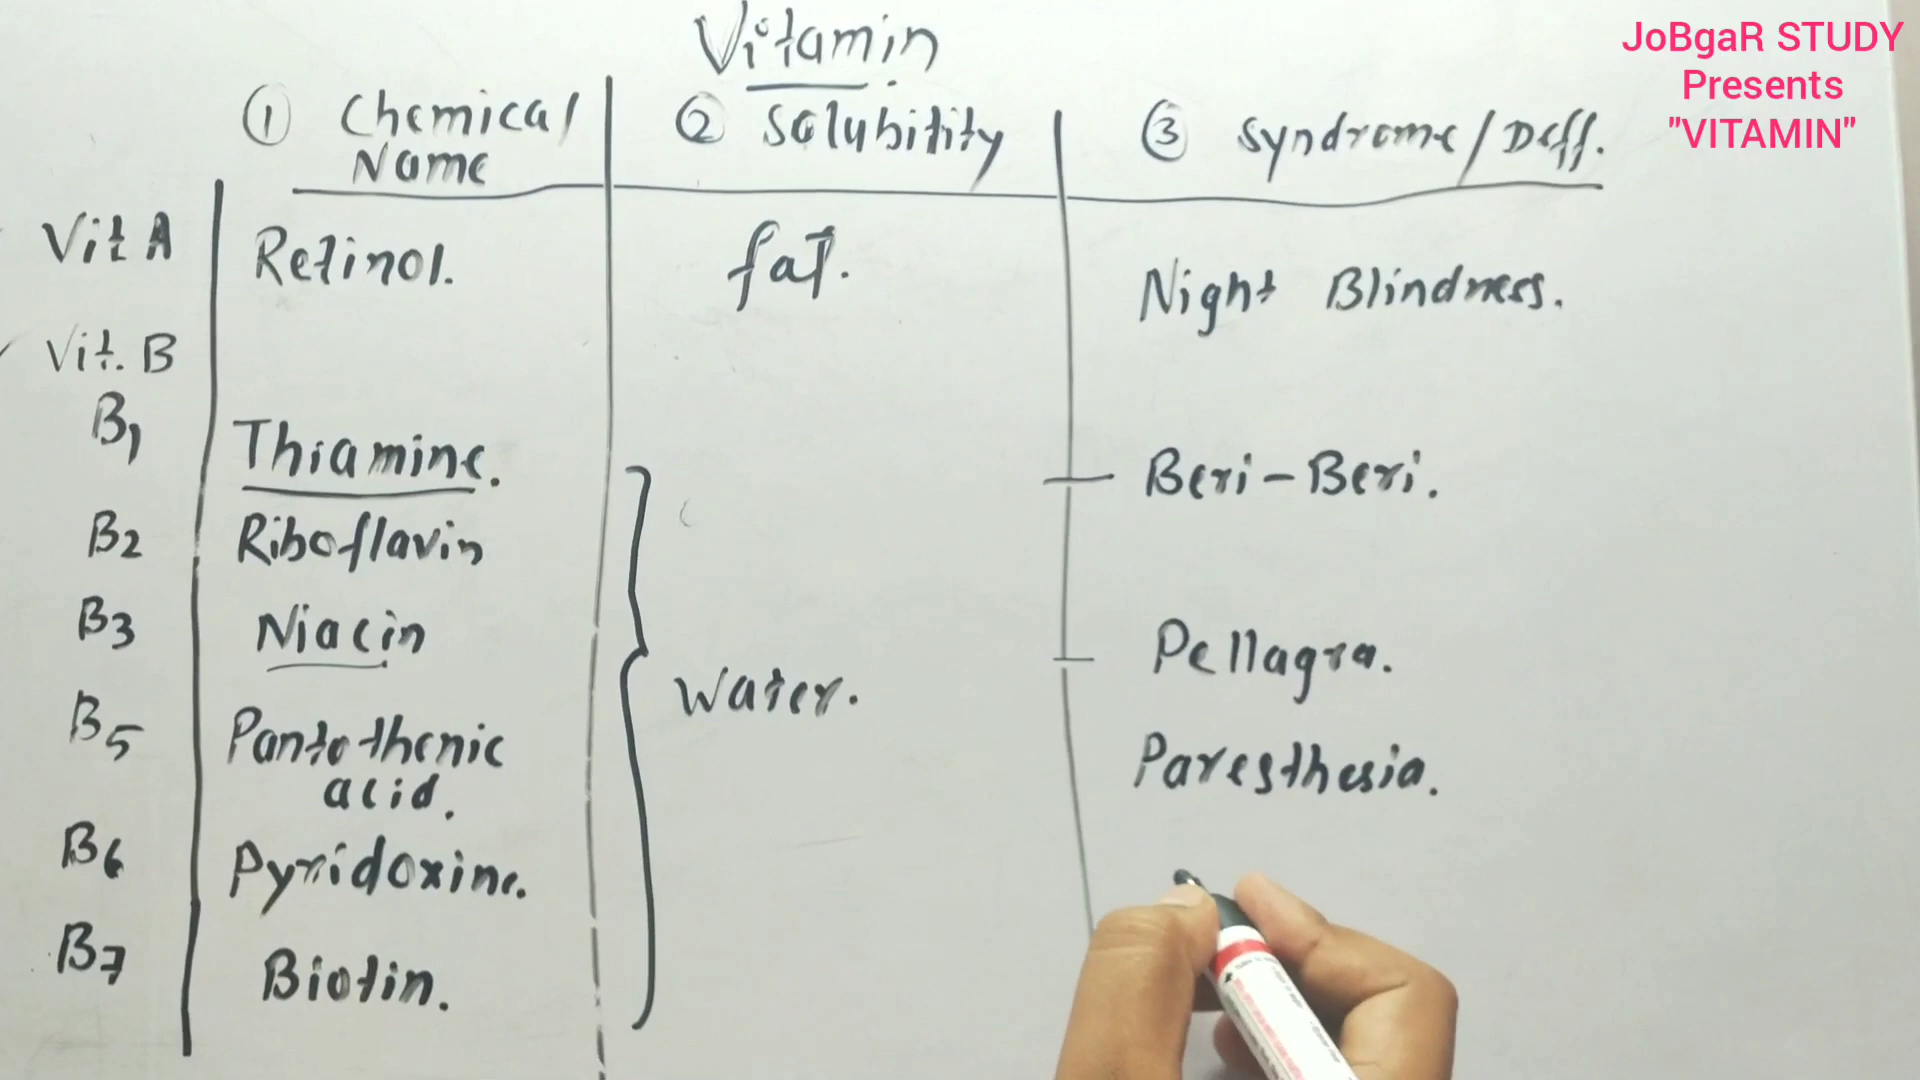 JoBgaR STUDY
Presents
"VITAMIN"
Vitamin
① Chemical Name
② Solubility
③ Syndrome/Deff.
Vit A
Retinol.
fat.
Night Blindness.
Vit. B
B1
Thiamine.
Beri-Beri.
B2
Riboflavin
B3
Niacin
Water.
Pellagra.
B5
Pantothenic
acid.
Paresthesia.
B6
Pyridoxine.
B7
Biotin.